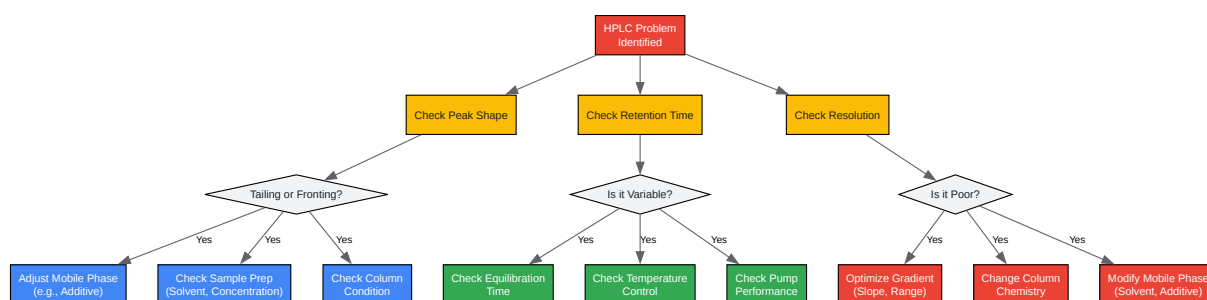 HPLC Problem
Identified
Check Peak Shape
Check Retention Time
Check Resolution
Tailing or Fronting?
Is it Variable?
Is it Poor?
Yes
Yes
Yes
Yes
Yes
Yes
Yes
Yes
Yes
Adjust Mobile Phase
(e.g., Additive)
Check Sample Prep
(Solvent, Concentration)
Check Column
Condition
Check Equilibration
Time
Check Temperature
Control
Check Pump
Performance
Optimize Gradient
(Slope, Range)
Change Column
Chemistry
Modify Mobile Phase
(Solvent, Additive)